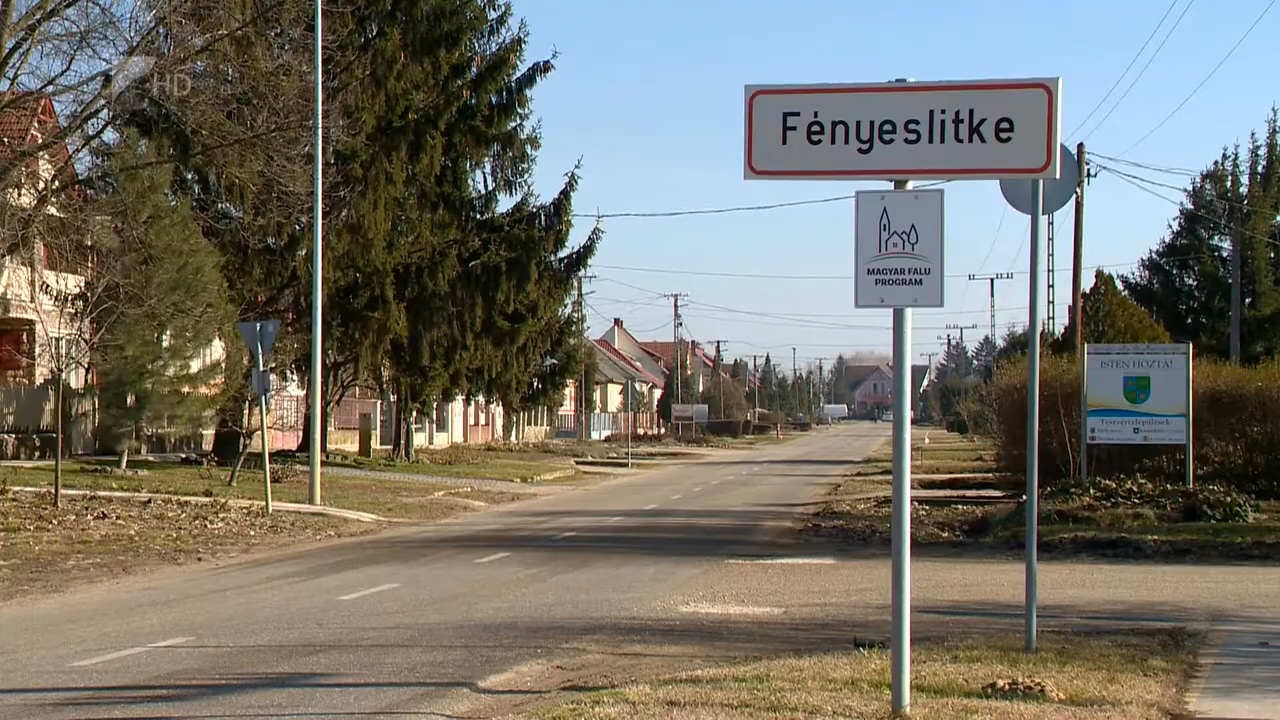 HD
Fényeslitke
MAGYAR FALU
PROGRAM
ISTEN HOZTA!
Testvértelepülések